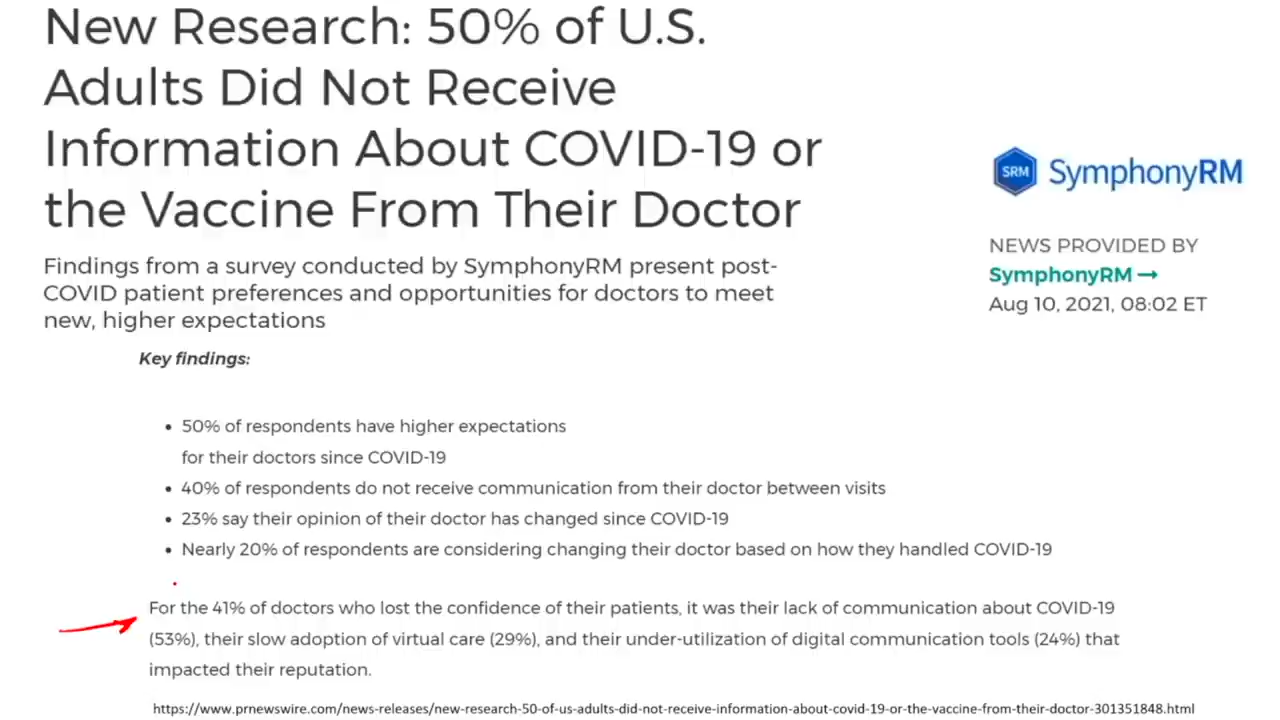 New Research: 50% of U.S.
Adults Did Not Receive
Information About COVID-19 or
the Vaccine From Their Doctor
Findings from a survey conducted by SymphonyRM present post-
COVID patient preferences and opportunities for doctors to meet
new, higher expectations
SRM SymphonyRM
NEWS PROVIDED BY
SymphonyRM →
Aug 10, 2021, 08:02 ET
Key findings:
• 50% of respondents have higher expectations
for their doctors since COVID-19
• 40% of respondents do not receive communication from their doctor between visits
• 23% say their opinion of their doctor has changed since COVID-19
• Nearly 20% of respondents are considering changing their doctor based on how they handled COVID-19
For the 41% of doctors who lost the confidence of their patients, it was their lack of communication about COVID-19
(53%), their slow adoption of virtual care (29%), and their under-utilization of digital communication tools (24%) that
impacted their reputation.
https://www.prnewswire.com/news-releases/new-research-50-of-us-adults-did-not-receive-information-about-covid-19-or-the-vaccine-from-their-doctor-301351848.html